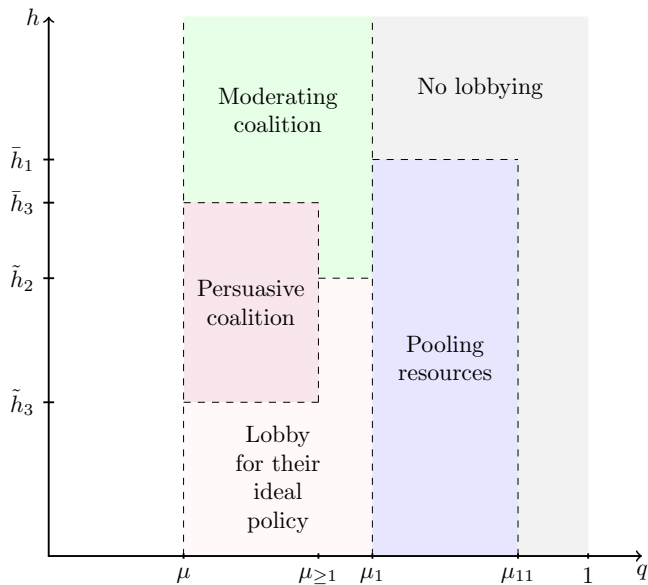 h
Moderating
coalition
No lobbying
h̄₁
h̄₃
h̃₂
Persuasive
coalition
Pooling
resources
h̃₃
Lobby
for their
ideal
policy
μ
μ≥1
μ₁
μ₁₁
1
q